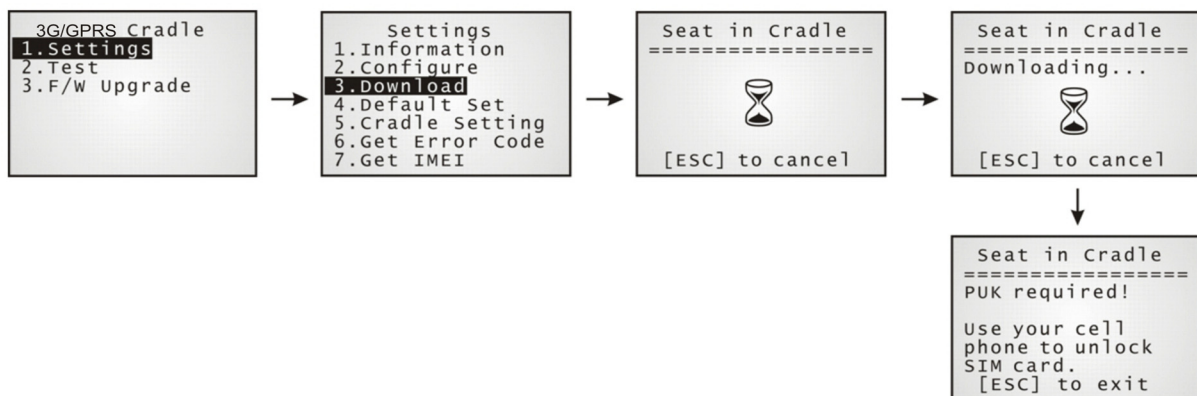 3G/GPRS Cradle
1.Settings
2.Test
3.F/W Upgrade
Settings
1.Information
2.Configure
3.Download
4.Default Set
5.Cradle Setting
6.Get Error Code
7.Get IMEI
Seat in Cradle
=================
[ESC] to cancel
Seat in Cradle
=================
Downloading...
[ESC] to cancel
Seat in Cradle
=================
PUK required!
Use your cell
phone to unlock
SIM card.
[ESC] to exit